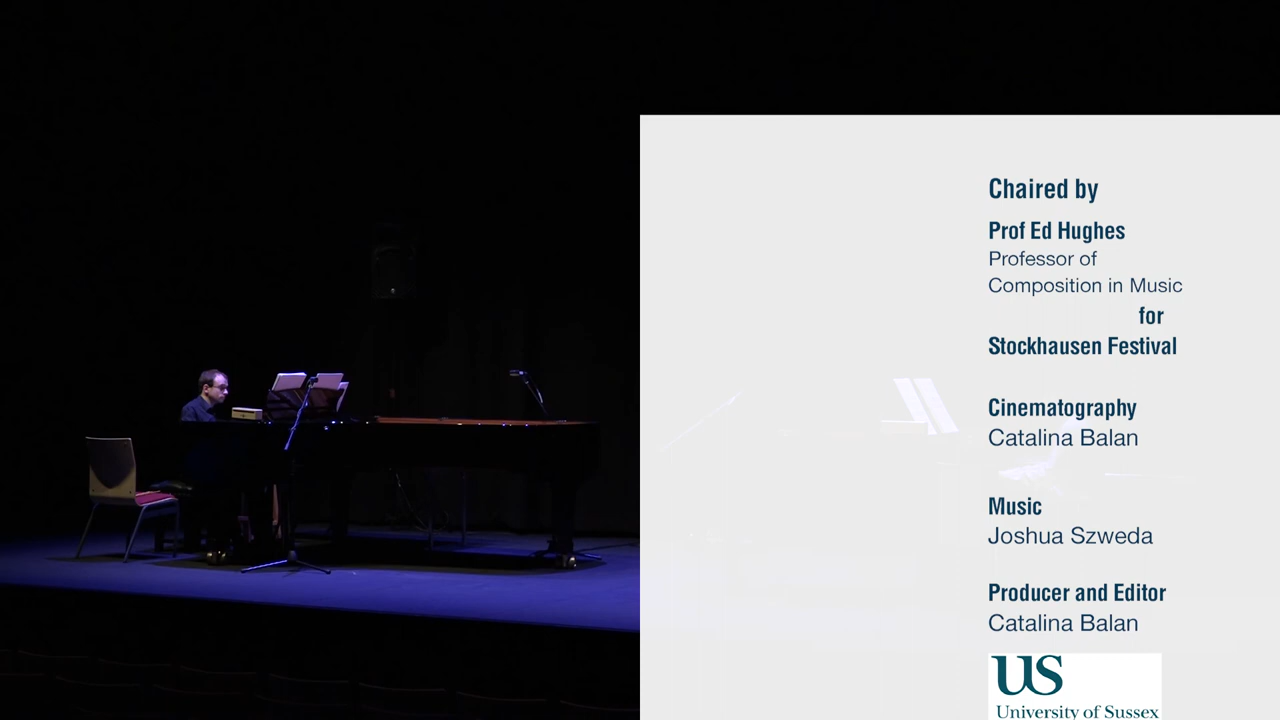 Chaired by
Prof Ed Hughes
Professor of
Composition in Music
for
Stockhausen Festival
Cinematography
Catalina Balan
Music
Joshua Szweda
Producer and Editor
Catalina Balan
US
University of Sussex